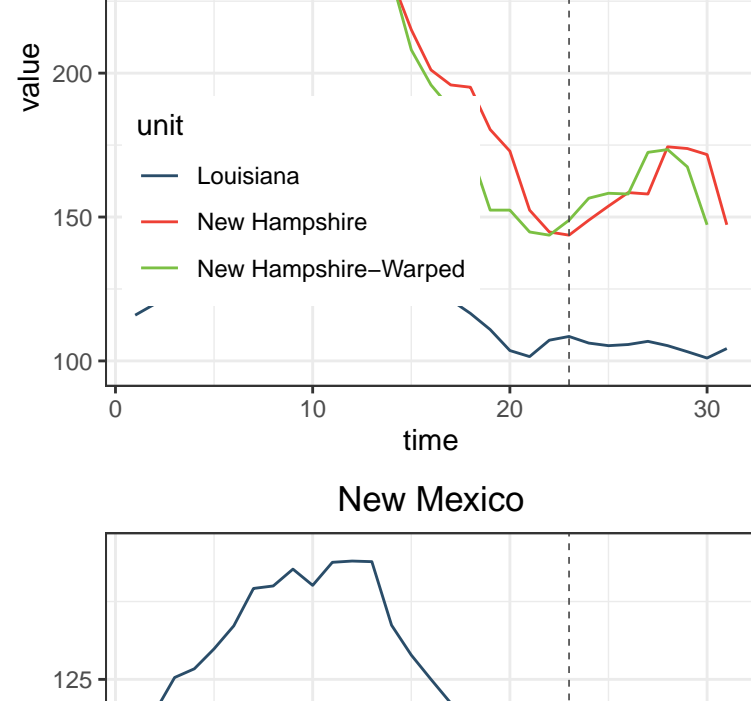 value
200
150
100
unit
Louisiana
New Hampshire
New Hampshire−Warped
0 10 20 30
time
New Mexico
125